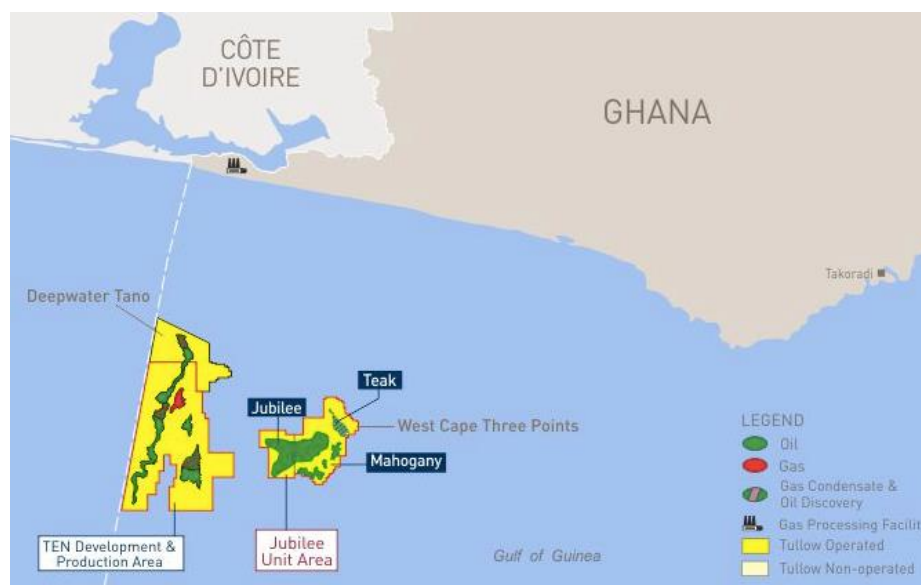 CÔTE
D'IVOIRE
GHANA
Takoradi
Deepwater Tano
Teak
Jubilee
West Cape Three Points
Mahogany
TEN Development &
Production Area
Jubilee
Unit Area
Gulf of Guinea
LEGEND
Oil
Gas
Gas Condensate &
Oil Discovery
Gas Processing Facilit
Tullow Operated
Tullow Non-operated